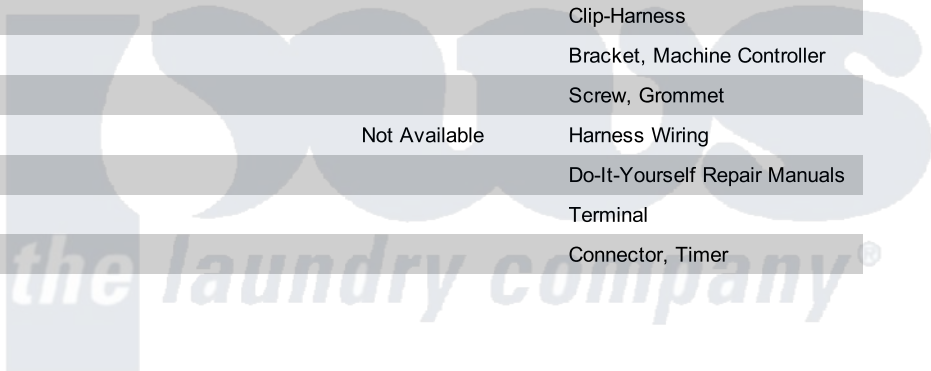 Clip-Harness
Bracket, Machine Controller
Screw, Grommet
Not Available Harness Wiring
Do-It-Yourself Repair Manuals
Terminal
Connector, Timer
the laundry company®